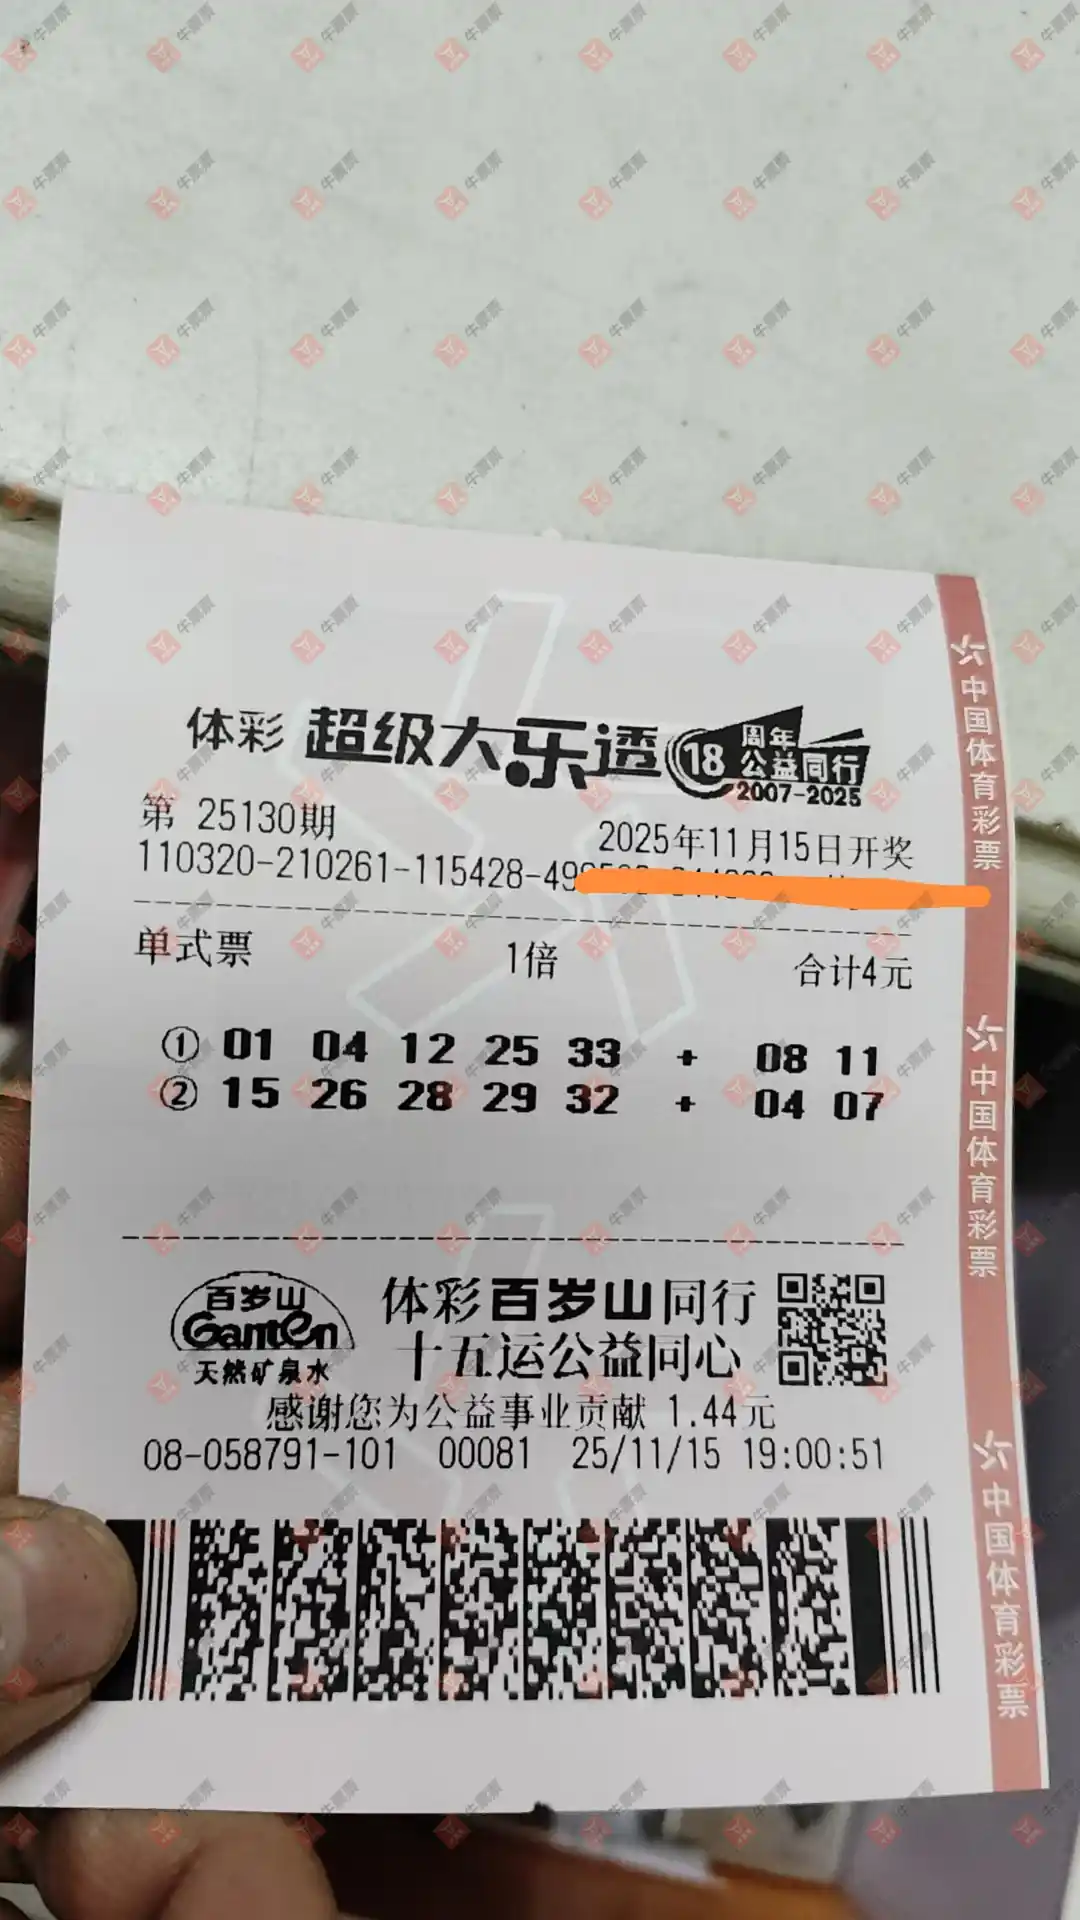 体彩 超级大乐透 18 周年 公益同行 2007-2025
第 25130期
2025年11月15日开奖
110320-210261-115428-49
单式票 1倍 合计4元
① 01 04 12 25 33 + 08 11
② 15 26 28 29 32 + 04 07
百岁山 体彩百岁山同行
Ganten 十五运公益同心
天然矿泉水
感谢您为公益事业贡献 1.44元
08-058791-101 00081 25/11/15 19:00:51
中国体育彩票
中国体育彩票
中国体育彩票
牛票票